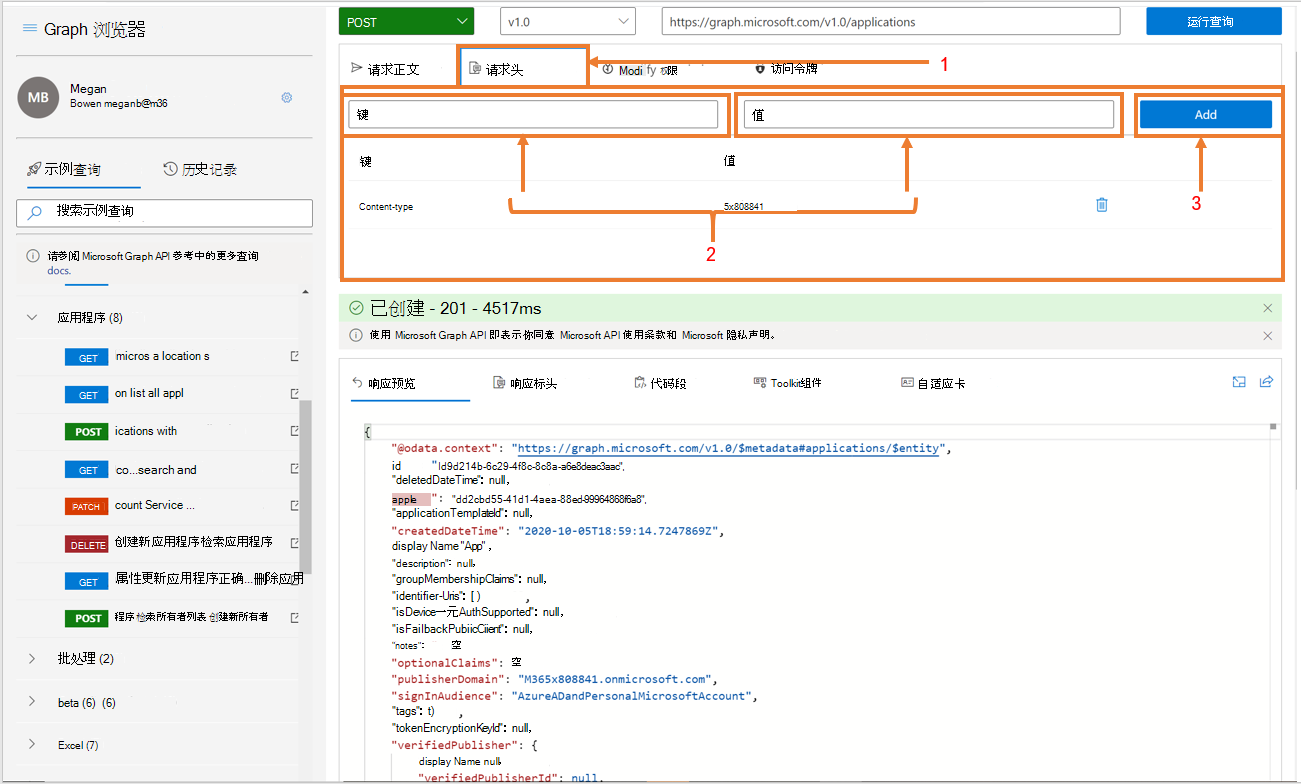 Graph 浏览器
POST
v1.0
https://graph.microsoft.com/v1.0/applications
运行查询
MB
Megan
Bowen meganb@m36
请求正文
请求头
Modi fy
访问令牌
1
键
值
Add
键
值
Content-type
5x808841
2
3
示例查询
历史记录
搜索示例查询
请参阅 Microsoft Graph API 参考中的更多查询
docs.
应用程序 (8)
GET micros a location s
GET on list all appl
POST ications with
GET co...search and
PATCH count Service ...
DELETE 创建新应用程序检索应用程序
GET 属性更新应用程序正确...删除应用
POST 程序检索所有者列表 创建新所有者
批处理 (2)
beta (6) (6)
Excel (7)
已创建 - 201 - 4517ms
使用 Microsoft Graph API 即表示你同意 Microsoft API 使用条款和 Microsoft 隐私声明。
响应预览
响应标头
代码段
Toolkit组件
自适应卡
{
"@odata.context": "https://graph.microsoft.com/v1.0/$metadata#applications/$entity",
id "ld9d214b-6c29-4f8c-8c8a-a6e8deac3aac",
"deletedDateTime": null,
apple ": "dd2cbd55-41d1-4aea-88ed-99964868f6a8",
"applicationTemplateId": null,
"createdDateTime": "2020-10-05T18:59:14.7247869Z",
display Name "App",
"description": null,
"groupMembershipClaims": null,
"identifier-Uris": [ ) ,
"isDevice一元AuthSupported": null,
"isFailbackPubiicCiient": null,
"notes": 空
"optionalClaims": 空
"publisherDomain": "M365x808841.onmicrosoft.com",
"signInAudience": "AzureADandPersonalMicrosoftAccount",
"tags": t) ,
"tokenEncryptionKeyId": null,
"verifiedPublisher": {
display Name null,
"verifiedPublisherId": null,